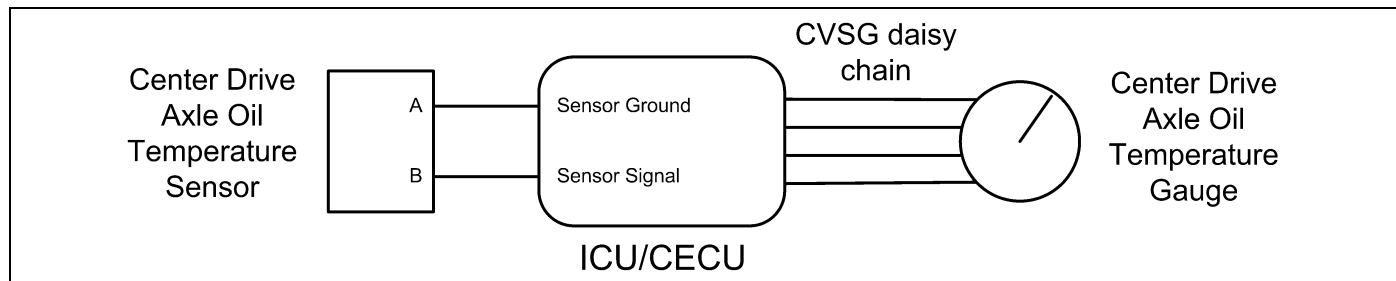 Center Drive
Axle Oil
Temperature
Sensor
A
B
Sensor Ground
Sensor Signal
ICU/CECU
CVSG daisy
chain
Center Drive
Axle Oil
Temperature
Gauge